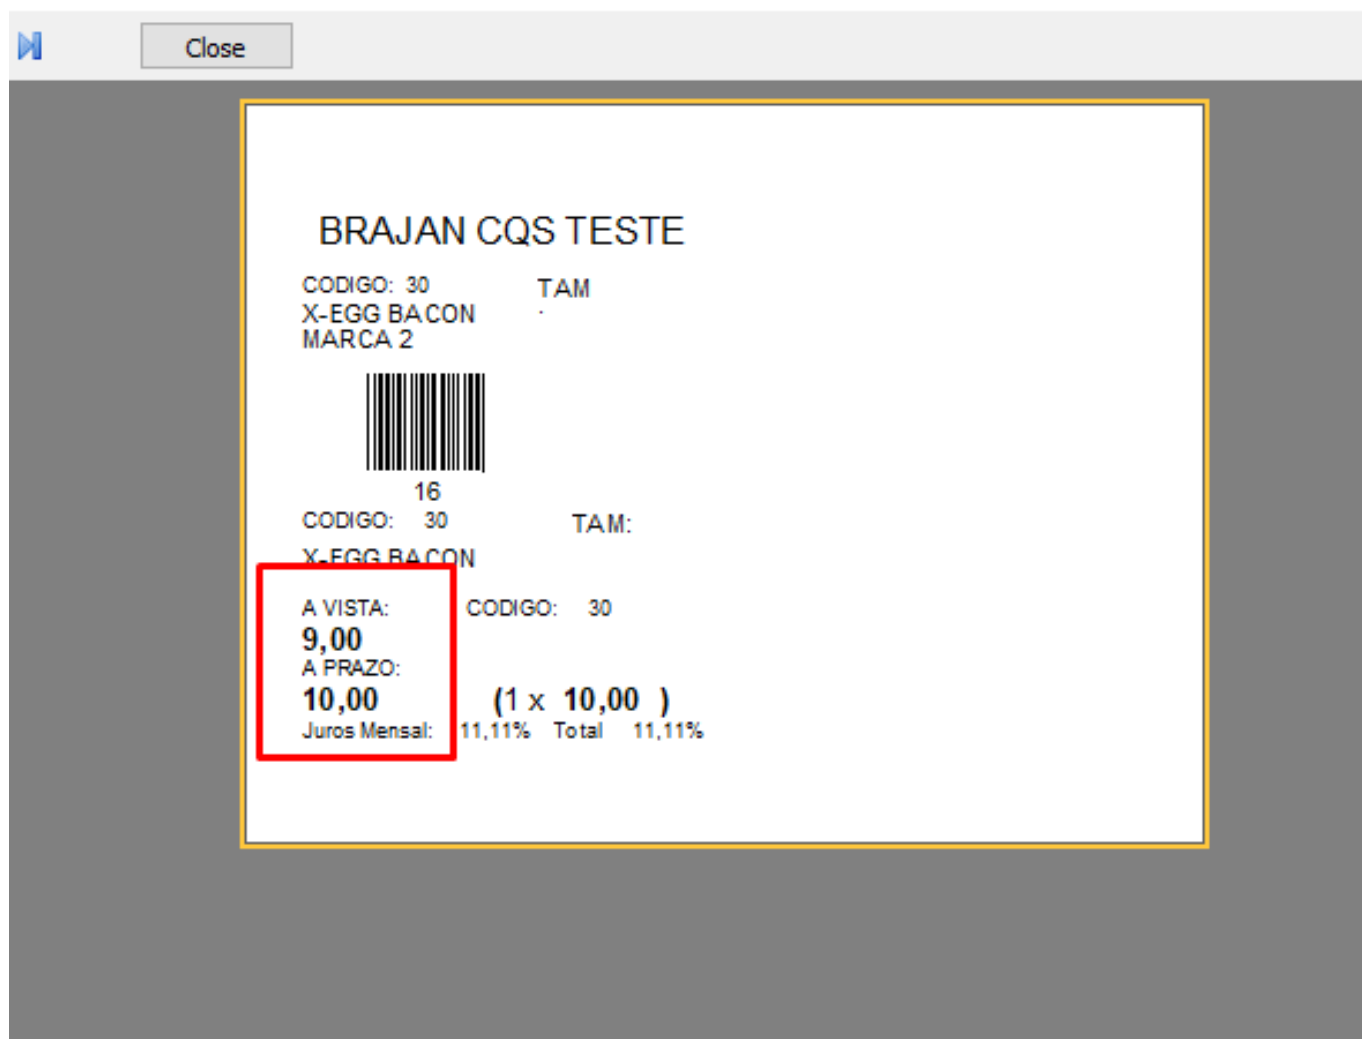 Close
BRAJAN CQS TESTE
CODIGO: 30 TAM
X-EGG BACON .
MARCA 2
16
CODIGO: 30 TAM:
X-EGG BACON
A VISTA: CODIGO: 30
9,00
A PRAZO:
10,00 (1 x 10,00 )
Juros Mensal: 11,11% Total 11,11%